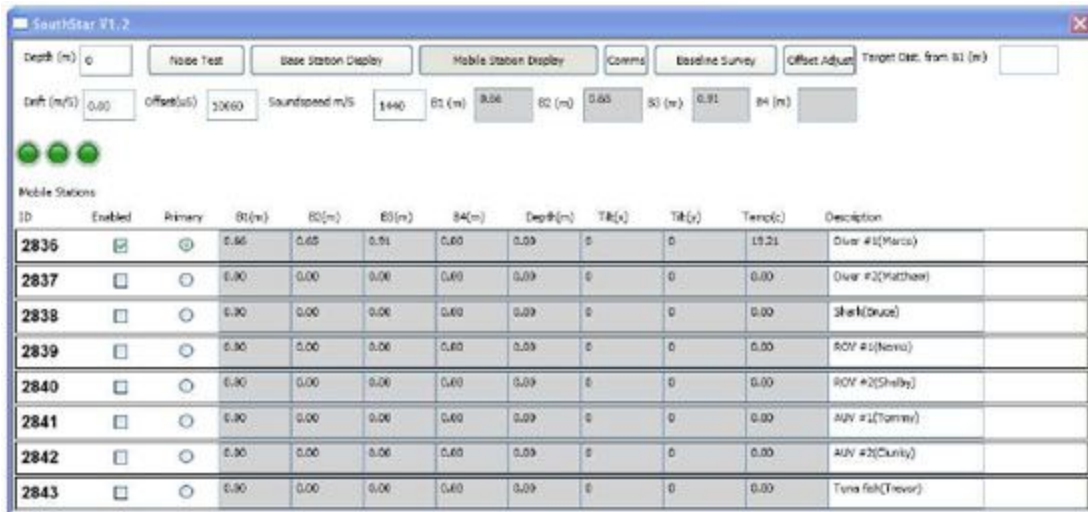 SouthStar V1.2
Depth (m) 0 Noise Test Base Station Display Mobile Station Display Comms Baseline Survey Offset Adjust Target Dist. from B1 (m)
Drift (m/S) 0.00 Offset(uS) Soundspeed m/S 1440 B1 (m) 0.66 B2 (m) 0.65 B3 (m) 0.91 B4 (m)
Mobile Stations
ID Enabled Primary B1(m) B2(m) B3(m) B4(m) Depth(m) Tilt(x) Tilt(y) Temp(c) Description
2836 0.66 0.65 0.91 0.00 0.00 0 0 Diver #1(Marco)
2837 0.00 0.00 0.00 0.00 0.00 0 0 0.00 Diver #2(Matthew)
2838 0.00 0.00 0.00 0.00 0.00 0 0 0.00 Shark(Bruce)
2839 0.00 0.00 0.00 0.00 0.00 0 0 0.00 ROV #1(Nemo)
2840 0.00 0.00 0.00 0.00 0.00 0 0 0.00 ROV #2(Shelby)
2841 0.00 0.00 0.00 0.00 0.00 0 0 0.00 AUV #1(Tommy)
2842 0.00 0.00 0.00 0.00 0.00 0 0 0.00 AUV #2(Clunky)
2843 0.00 0.00 0.00 0.00 0.00 0 0 0.00 Tuna fish(Trevor)